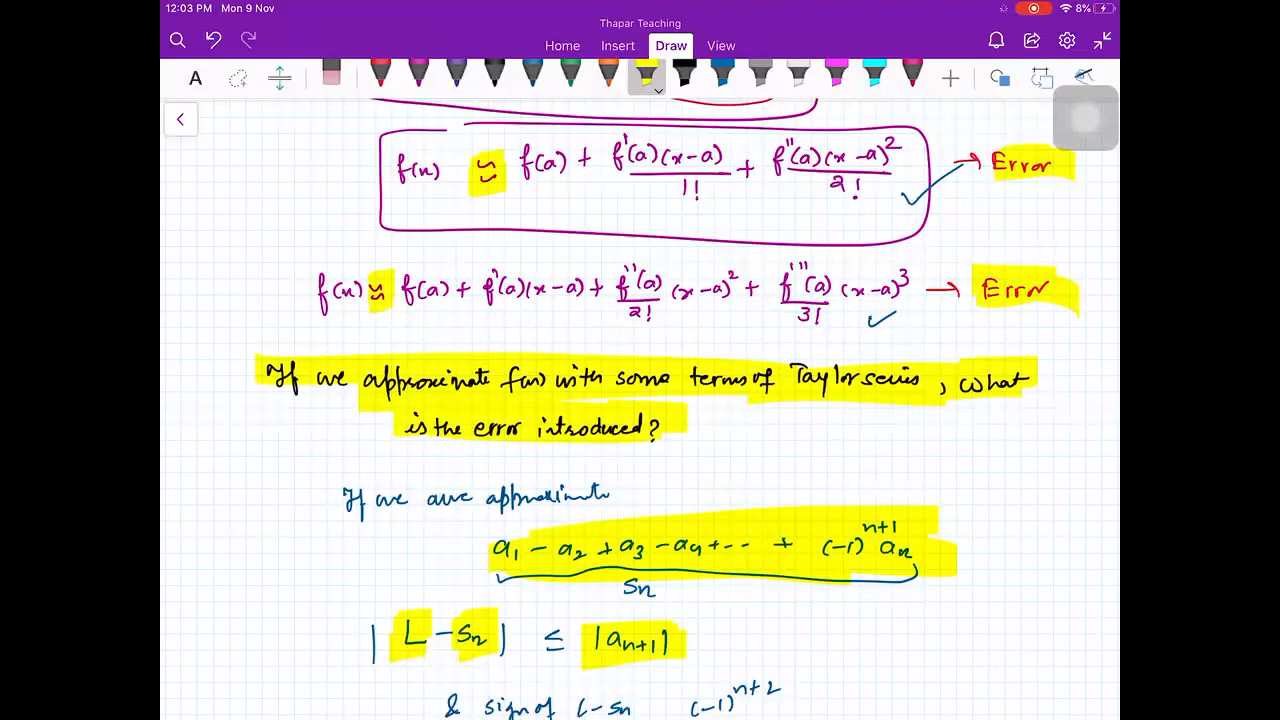 12:03 PM Mon 9 Nov 8%
Thapar Teaching
Home Insert Draw View
A
f(x) ≈ f(a) + f'(a)(x-a)/1! + f''(a)(x-a)²/2! → Error
f(x) ≈ f(a) + f'(a)(x-a) + f''(a)/2! (x-a)² + f'''(a)/3! (x-a)³ → Error
If we approximate f(x) with some terms of Taylor series, what
is the error introduced?
If we awe approximate
a₁ - a₂ + a₃ - a₄ + -- + (-1)ⁿ⁺¹ aₙ
Sₙ
|L - Sₙ| ≤ |aₙ₊₁|
& sign of L-Sₙ (-1)ⁿ⁺²